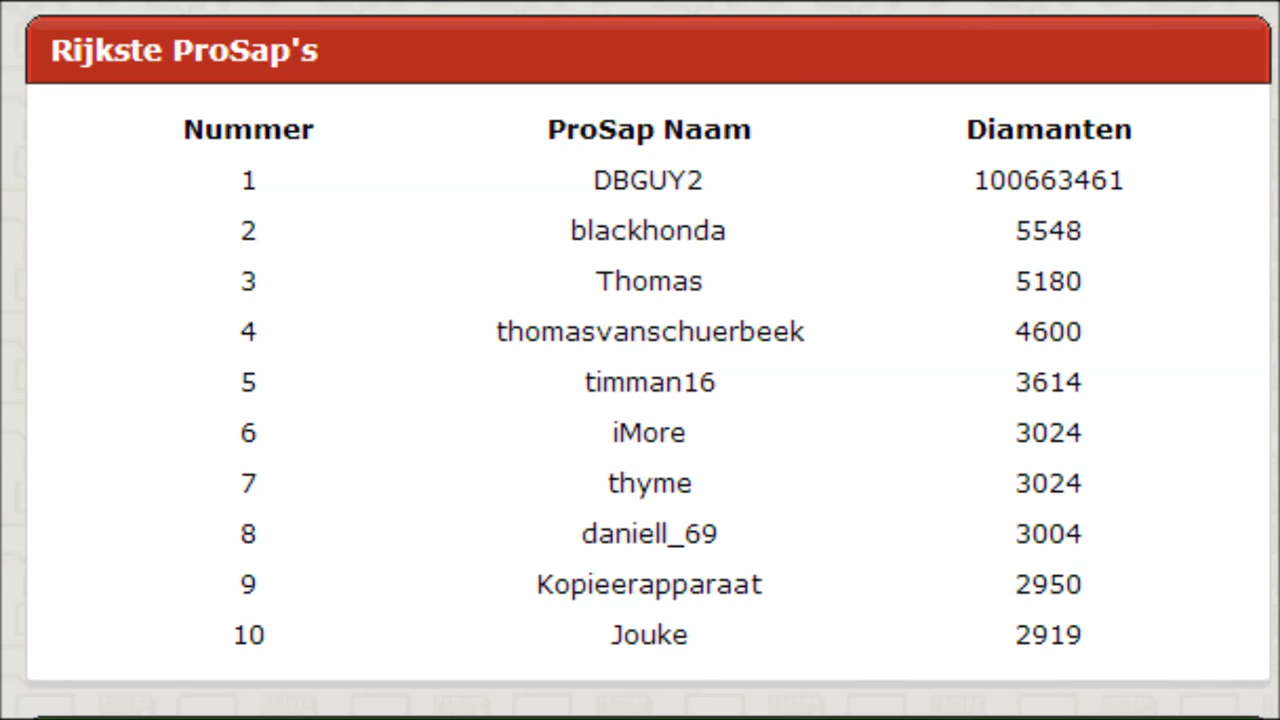 Rijkste ProSap's
Nummer ProSap Naam Diamanten
1 DBGUY2 100663461
2 blackhonda 5548
3 Thomas 5180
4 thomasvanschuerbeek 4600
5 timman16 3614
6 iMore 3024
7 thyme 3024
8 daniell_69 3004
9 Kopieerapparaat 2950
10 Jouke 2919